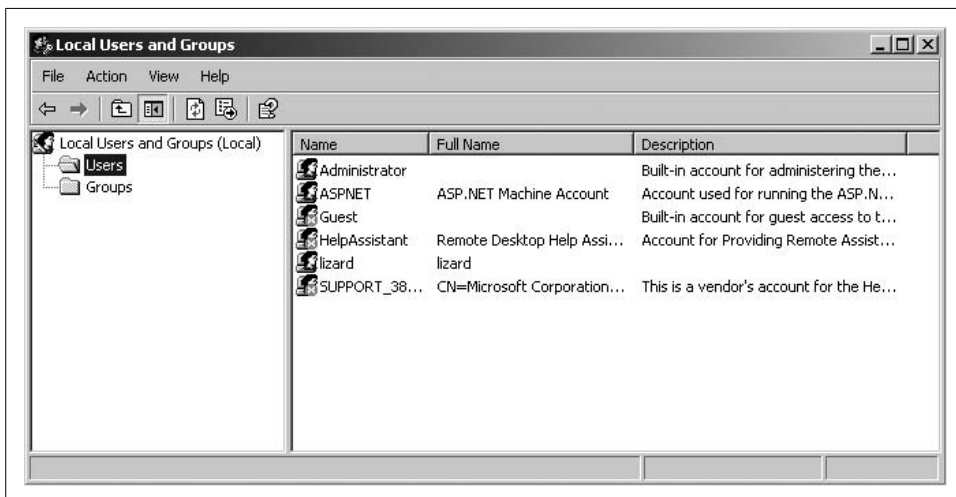 Local Users and Groups
File Action View Help
Local Users and Groups (Local)
Users
Groups
Name Full Name Description
Administrator Built-in account for administering the...
ASPNET ASP.NET Machine Account Account used for running the ASP.N...
Guest Built-in account for guest access to t...
HelpAssistant Remote Desktop Help Assi... Account for Providing Remote Assist...
lizard lizard
SUPPORT_38... CN=Microsoft Corporation... This is a vendor's account for the He...